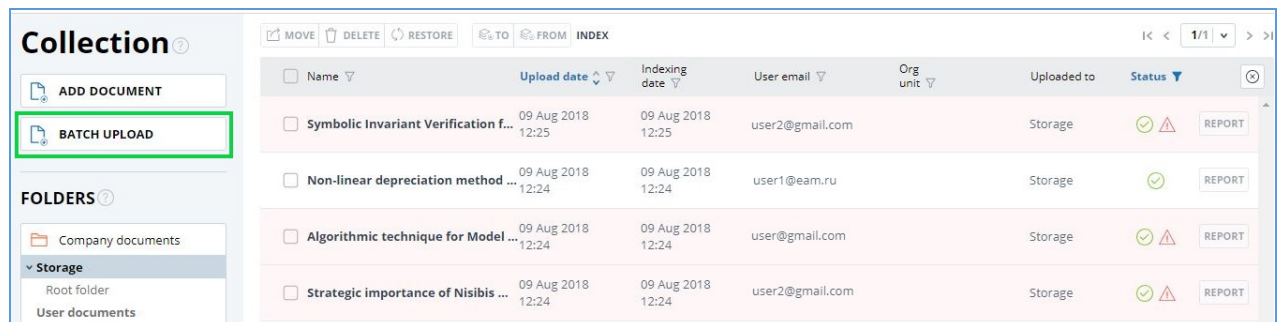 Collection
MOVE DELETE RESTORE TO FROM INDEX
1/1
ADD DOCUMENT
BATCH UPLOAD
FOLDERS
Company documents
Storage
Root folder
User documents
Name Upload date Indexing date User email Org unit Uploaded to Status
Symbolic Invariant Verification f... 09 Aug 2018 12:25 09 Aug 2018 12:25 user2@gmail.com Storage REPORT
Non-linear depreciation method ... 09 Aug 2018 12:24 09 Aug 2018 12:24 user1@eam.ru Storage REPORT
Algorithmic technique for Model ... 09 Aug 2018 12:24 09 Aug 2018 12:24 user@gmail.com Storage REPORT
Strategic importance of Nisibis ... 09 Aug 2018 12:24 09 Aug 2018 12:24 user2@gmail.com Storage REPORT